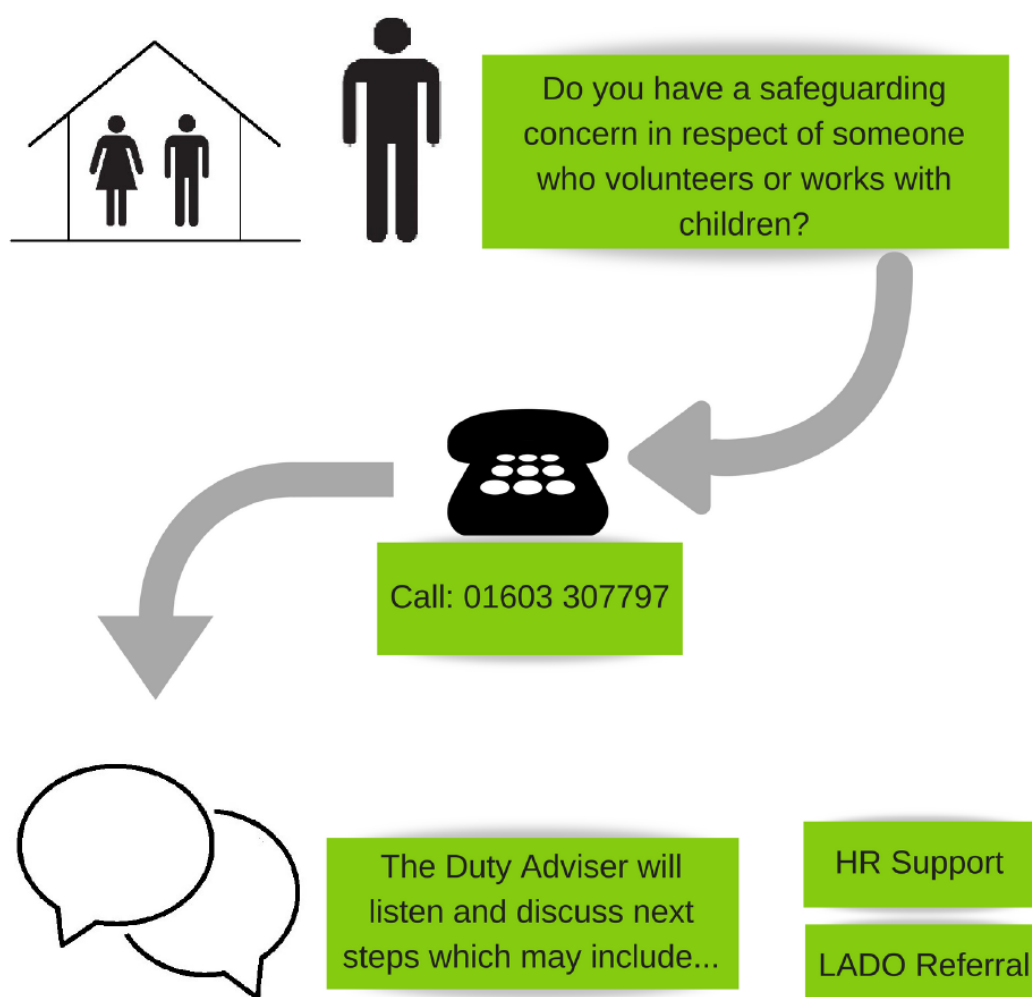 Do you have a safeguarding
concern in respect of someone
who volunteers or works with
children?
Call: 01603 307797
The Duty Adviser will
listen and discuss next
steps which may include...
HR Support
LADO Referral